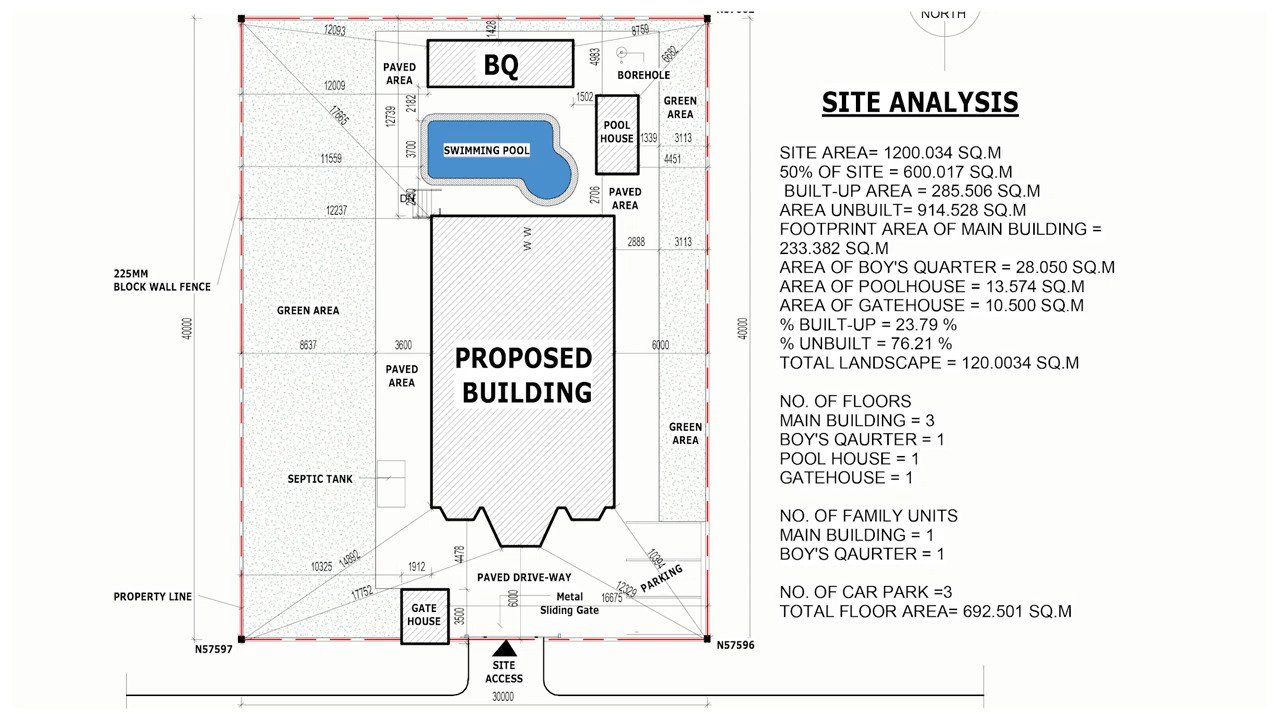 NORTH
12093
1428
8759
6682
4983
BQ
PAVED
AREA
BOREHOLE
12009
2182
12739
17665
1502
GREEN
AREA
POOL
HOUSE
1339
3113
SWIMMING POOL
3700
11559
4451
2706
PAVED
AREA
12237
W W
2888
3113
225MM
BLOCK WALL FENCE
GREEN AREA
40000
40000
8637
3600
6000
PROPOSED
BUILDING
PAVED
AREA
GREEN
AREA
SEPTIC TANK
14892
10394
4478
10325
1912
PAVED DRIVE-WAY
PARKING
17752
12329
PROPERTY LINE
Metal
Sliding Gate
6000
16675
GATE
HOUSE
3500
N57597
N57596
SITE
ACCESS
30000
SITE ANALYSIS
SITE AREA= 1200.034 SQ.M
50% OF SITE = 600.017 SQ.M
BUILT-UP AREA = 285.506 SQ.M
AREA UNBUILT= 914.528 SQ.M
FOOTPRINT AREA OF MAIN BUILDING =
233.382 SQ.M
AREA OF BOY'S QUARTER = 28.050 SQ.M
AREA OF POOLHOUSE = 13.574 SQ.M
AREA OF GATEHOUSE = 10.500 SQ.M
% BUILT-UP = 23.79 %
% UNBUILT = 76.21 %
TOTAL LANDSCAPE = 120.0034 SQ.M
NO. OF FLOORS
MAIN BUILDING = 3
BOY'S QAURTER = 1
POOL HOUSE = 1
GATEHOUSE = 1
NO. OF FAMILY UNITS
MAIN BUILDING = 1
BOY'S QAURTER = 1
NO. OF CAR PARK =3
TOTAL FLOOR AREA= 692.501 SQ.M